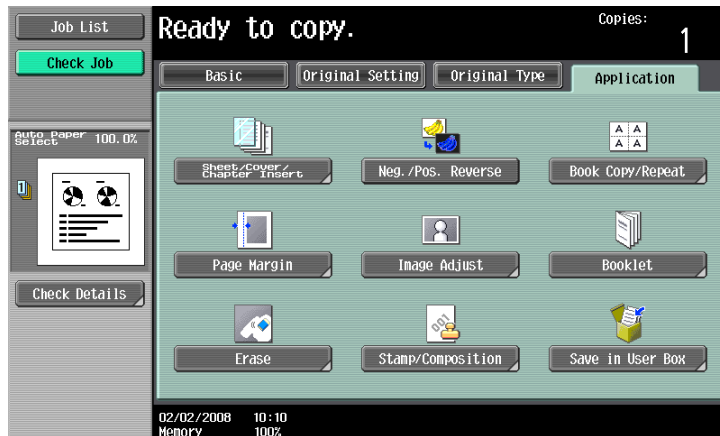 Job List
Check Job
Ready to copy.
Copies:
1
Basic
Original Setting
Original Type
Application
Auto Paper
Select
100.0%
1
Check Details
Sheet/Cover/
Chapter Insert
Neg./Pos. Reverse
A A
A A
Book Copy/Repeat
Page Margin
Image Adjust
Booklet
Erase
001
Stamp/Composition
Save in User Box
02/02/2008 10:10
Memory 100%